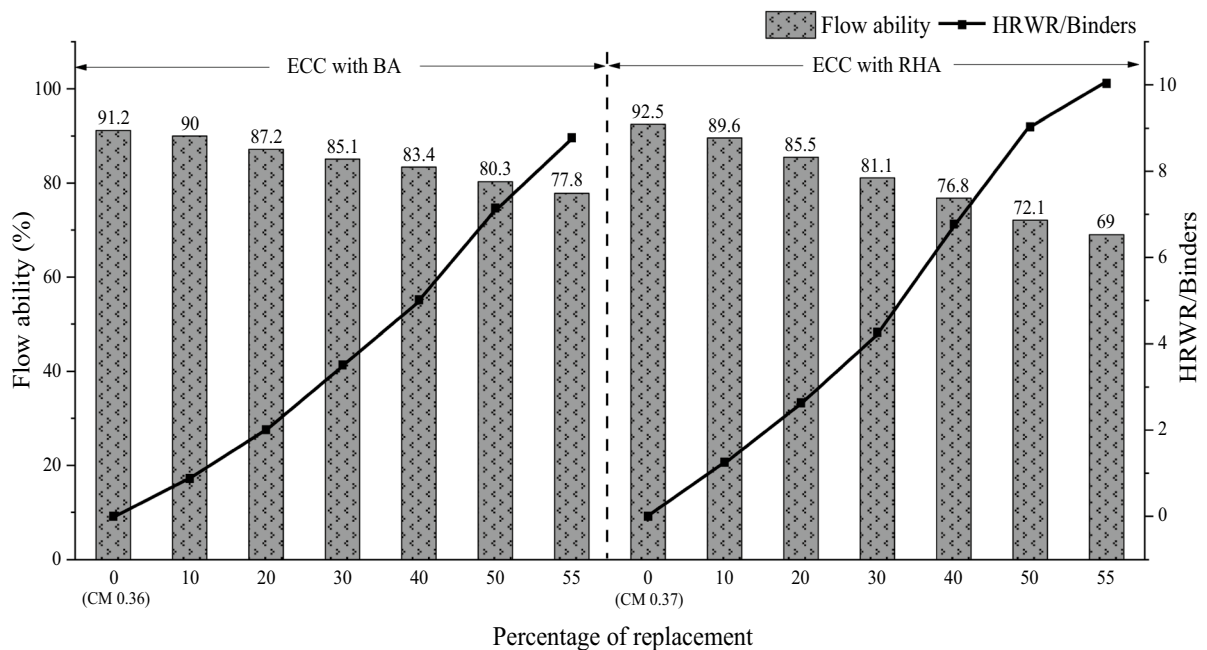 Flow ability
HRWR/Binders
ECC with BA
ECC with RHA
Flow ability (%)
100
80
60
40
20
0
91.2
90
87.2
85.1
83.4
80.3
77.8
92.5
89.6
85.5
81.1
76.8
72.1
69
10
8
6
4
2
0
HRWR/Binders
0 10 20 30 40 50 55 0 10 20 30 40 50 55
(CM 0.36) (CM 0.37)
Percentage of replacement